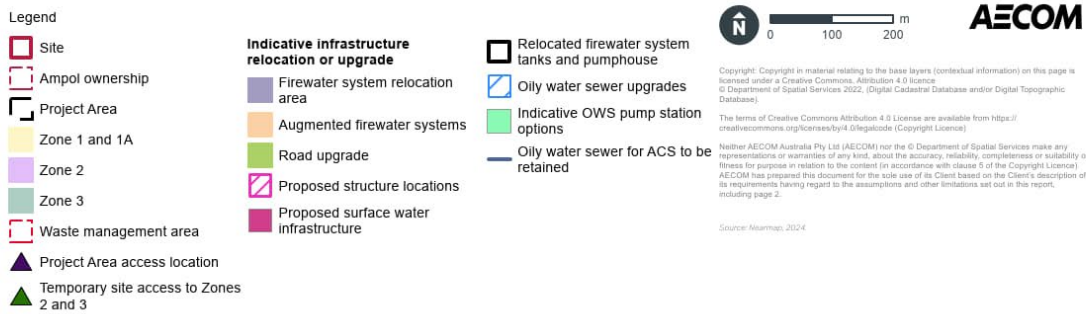 Legend
Site
Ampol ownership
Project Area
Zone 1 and 1A
Zone 2
Zone 3
Waste management area
Project Area access location
Temporary site access to Zones
2 and 3
Indicative infrastructure
relocation or upgrade
Firewater system relocation
area
Augmented firewater systems
Road upgrade
Proposed structure locations
Proposed surface water
infrastructure
Relocated firewater system
tanks and pumphouse
Oily water sewer upgrades
Indicative OWS pump station
options
Oily water sewer for ACS to be
retained
N
m
0 100 200
AECOM
Copyright: Copyright in material relating to the base layers (contextual information) on this page is
licensed under a Creative Commons, Attribution 4.0 licence
© Department of Spatial Services 2022, (Digital Cadastral Database and/or Digital Topographic
Database).
The terms of Creative Commons Attribution 4.0 License are available from https://
creativecommons.org/licenses/by/4.0/legalcode (Copyright Licence)
Neither AECOM Australia Pty Ltd (AECOM) nor the © Department of Spatial Services make any
representations or warranties of any kind, about the accuracy, reliability, completeness or suitability o
fitness for purpose in relation to the content (in accordance with clause 5 of the Copyright Licence)
AECOM has prepared this document for the sole use of its Client based on the Client's description of
its requirements having regard to the assumptions and other limitations set out in this report,
including page 2.
Source: Nearmap, 2024